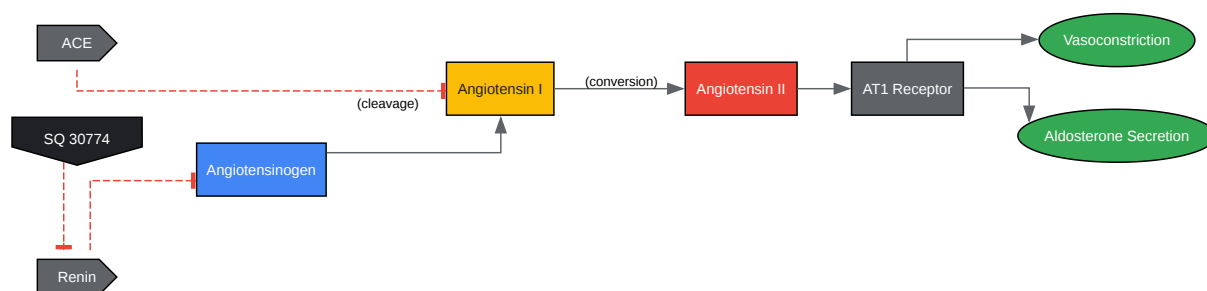 ACE
Vasoconstriction
Angiotensin I
(conversion)
Angiotensin II
AT1 Receptor
(cleavage)
SQ 30774
Aldosterone Secretion
Angiotensinogen
Renin